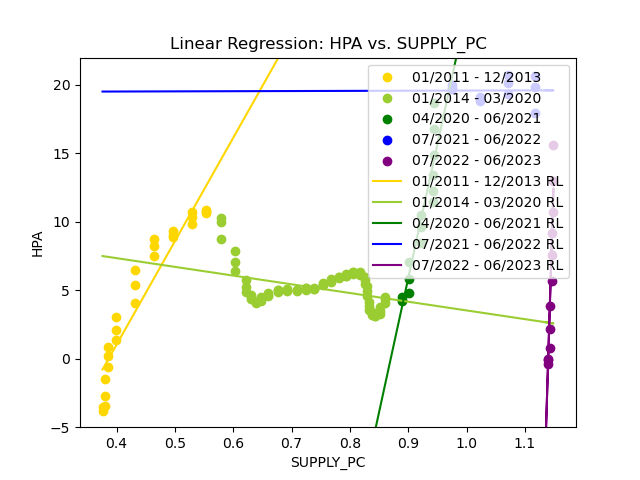 Linear Regression: HPA vs. SUPPLY_PC
01/2011 - 12/2013
01/2014 - 03/2020
04/2020 - 06/2021
07/2021 - 06/2022
07/2022 - 06/2023
01/2011 - 12/2013 RL
01/2014 - 03/2020 RL
04/2020 - 06/2021 RL
07/2021 - 06/2022 RL
07/2022 - 06/2023 RL
HPA
20
15
10
5
0
−5
0.4 0.5 0.6 0.7 0.8 0.9 1.0 1.1
SUPPLY_PC